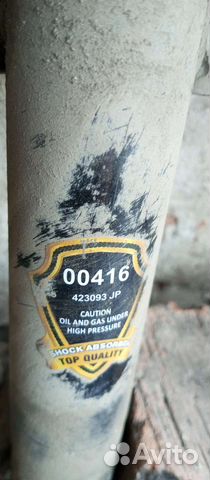 00416
423093 JP
CAUTION
OIL AND GAS UNDER
HIGH PRESSURE
SHOCK ABSORBER
TOP QUALITY
Avito